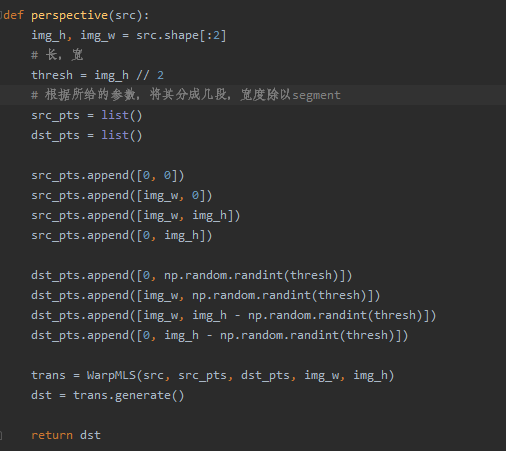 def perspective(src):
    img_h, img_w = src.shape[:2]
    # 长，宽
    thresh = img_h // 2
    # 根据所给的参数，将其分成几段，宽度除以segment
    src_pts = list()
    dst_pts = list()

    src_pts.append([0, 0])
    src_pts.append([img_w, 0])
    src_pts.append([img_w, img_h])
    src_pts.append([0, img_h])

    dst_pts.append([0, np.random.randint(thresh)])
    dst_pts.append([img_w, np.random.randint(thresh)])
    dst_pts.append([img_w, img_h - np.random.randint(thresh)])
    dst_pts.append([0, img_h - np.random.randint(thresh)])

    trans = WarpMLS(src, src_pts, dst_pts, img_w, img_h)
    dst = trans.generate()

    return dst